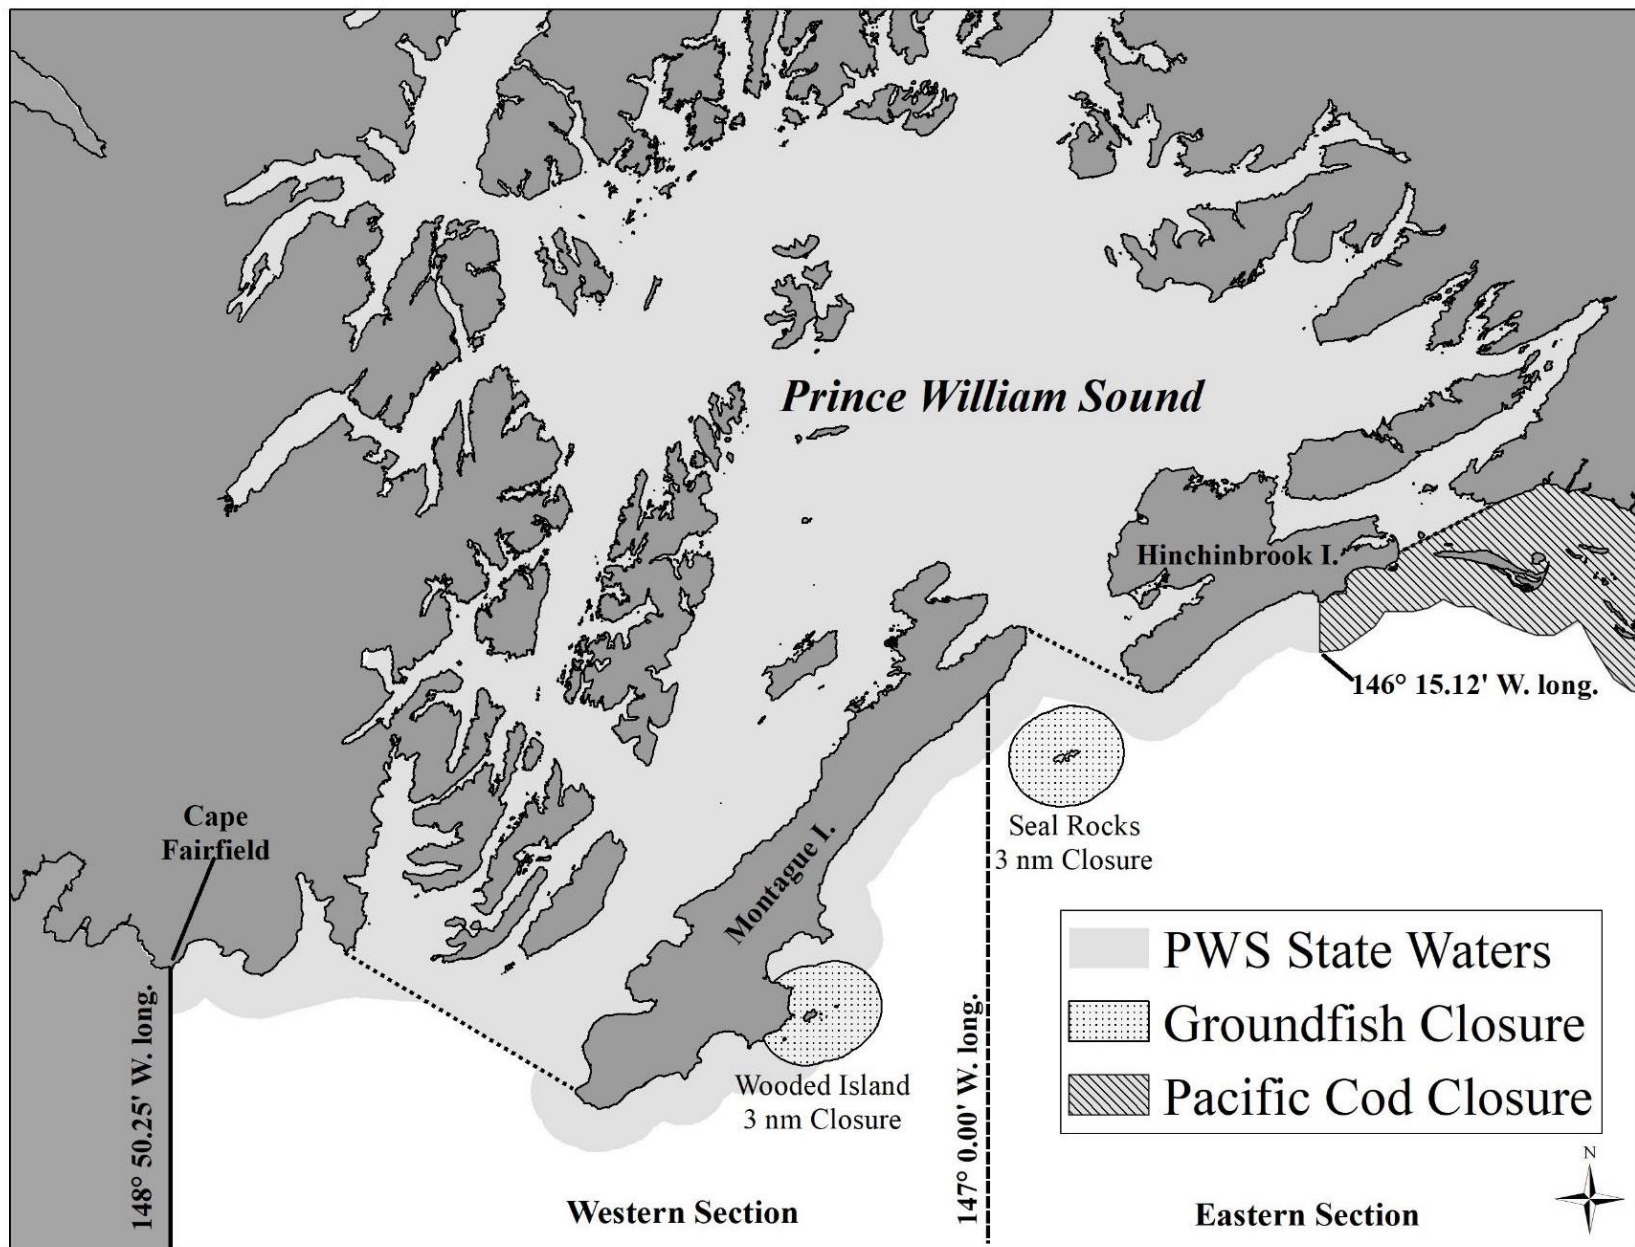 Prince William Sound
Hinchinbrook I.
146° 15.12' W. long.
Seal Rocks
3 nm Closure
Cape
Fairfield
Montague I.
Wooded Island
3 nm Closure
148° 50.25' W. long.
147° 0.00' W. long.
PWS State Waters
Groundfish Closure
Pacific Cod Closure
N
Western Section
Eastern Section